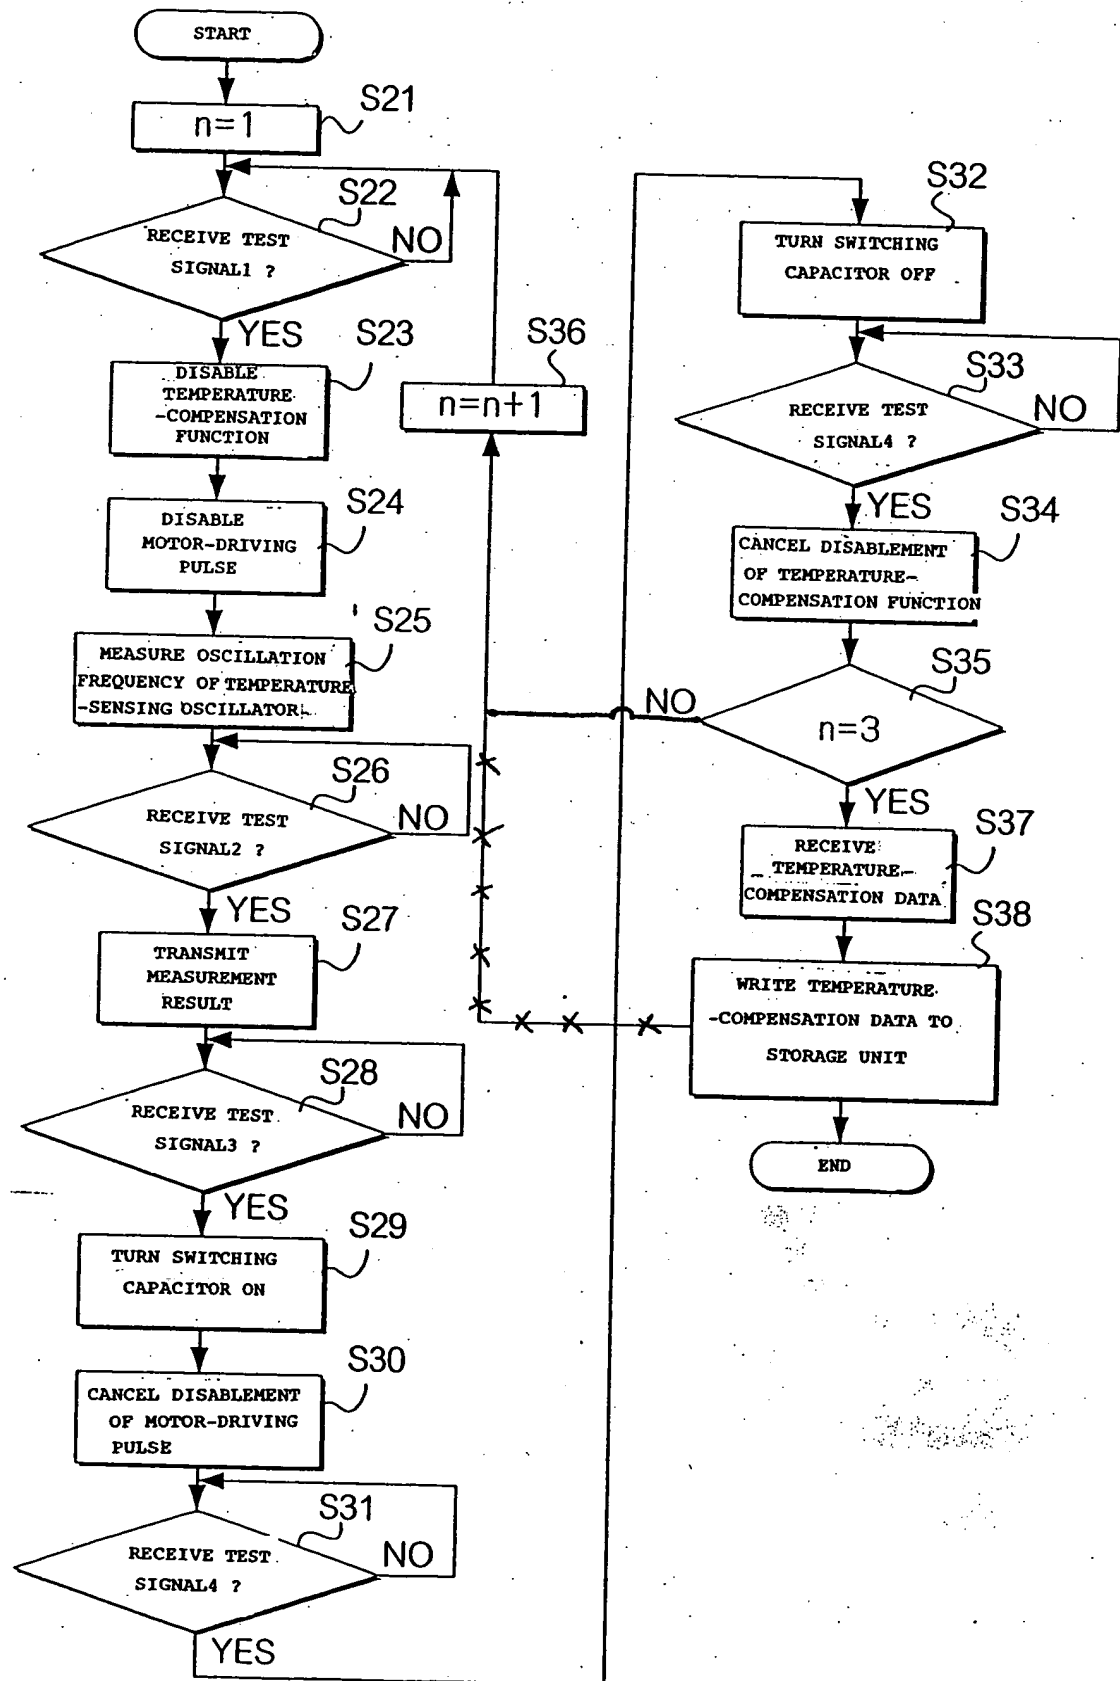 START
S21
n=1
S22
RECEIVE TEST
SIGNAL1 ?
NO
YES
S23
DISABLE
TEMPERATURE
-COMPENSATION
FUNCTION
S24
DISABLE
MOTOR-DRIVING
PULSE
S25
MEASURE OSCILLATION
FREQUENCY OF TEMPERATURE
-SENSING OSCILLATOR
S26
RECEIVE TEST
SIGNAL2 ?
NO
YES
S27
TRANSMIT
MEASUREMENT
RESULT
S28
RECEIVE TEST
SIGNAL3 ?
NO
YES
S29
TURN SWITCHING
CAPACITOR ON
S30
CANCEL DISABLEMENT
OF MOTOR-DRIVING
PULSE
S31
RECEIVE TEST
SIGNAL4 ?
NO
YES
S36
n=n+1
S32
TURN SWITCHING
CAPACITOR OFF
S33
RECEIVE TEST
SIGNAL4 ?
NO
YES
S34
CANCEL DISABLEMENT
OF TEMPERATURE-
COMPENSATION FUNCTION
S35
n=3
NO
YES
S37
RECEIVE
TEMPERATURE-
COMPENSATION DATA
S38
WRITE TEMPERATURE
-COMPENSATION DATA TO
STORAGE UNIT
END